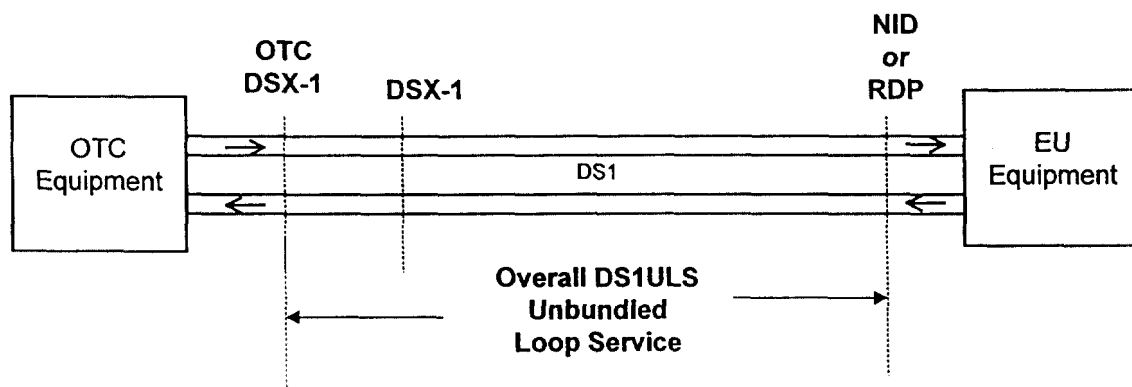 OTC
DSX-1
DSX-1
NID
or
RDP
OTC
Equipment
DS1
EU
Equipment
Overall DS1ULS
Unbundled
Loop Service